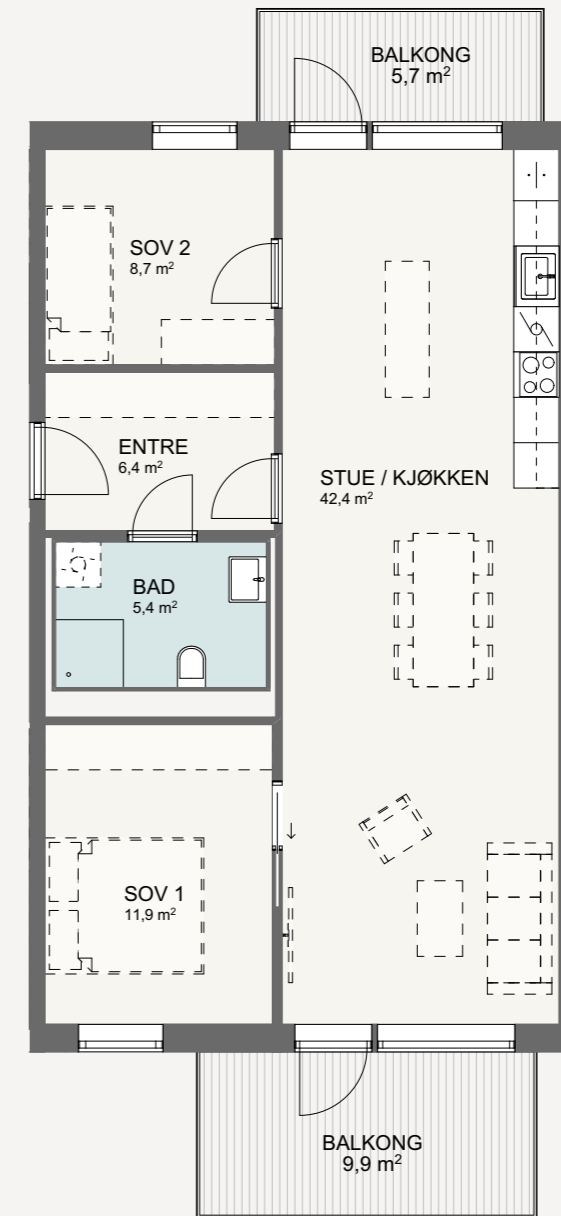 BALKONG
5,7 m²
SOV 2
8,7 m²
ENTRE
6,4 m²
STUE / KJØKKEN
42,4 m²
BAD
5,4 m²
SOV 1
11,9 m²
BALKONG
9,9 m²